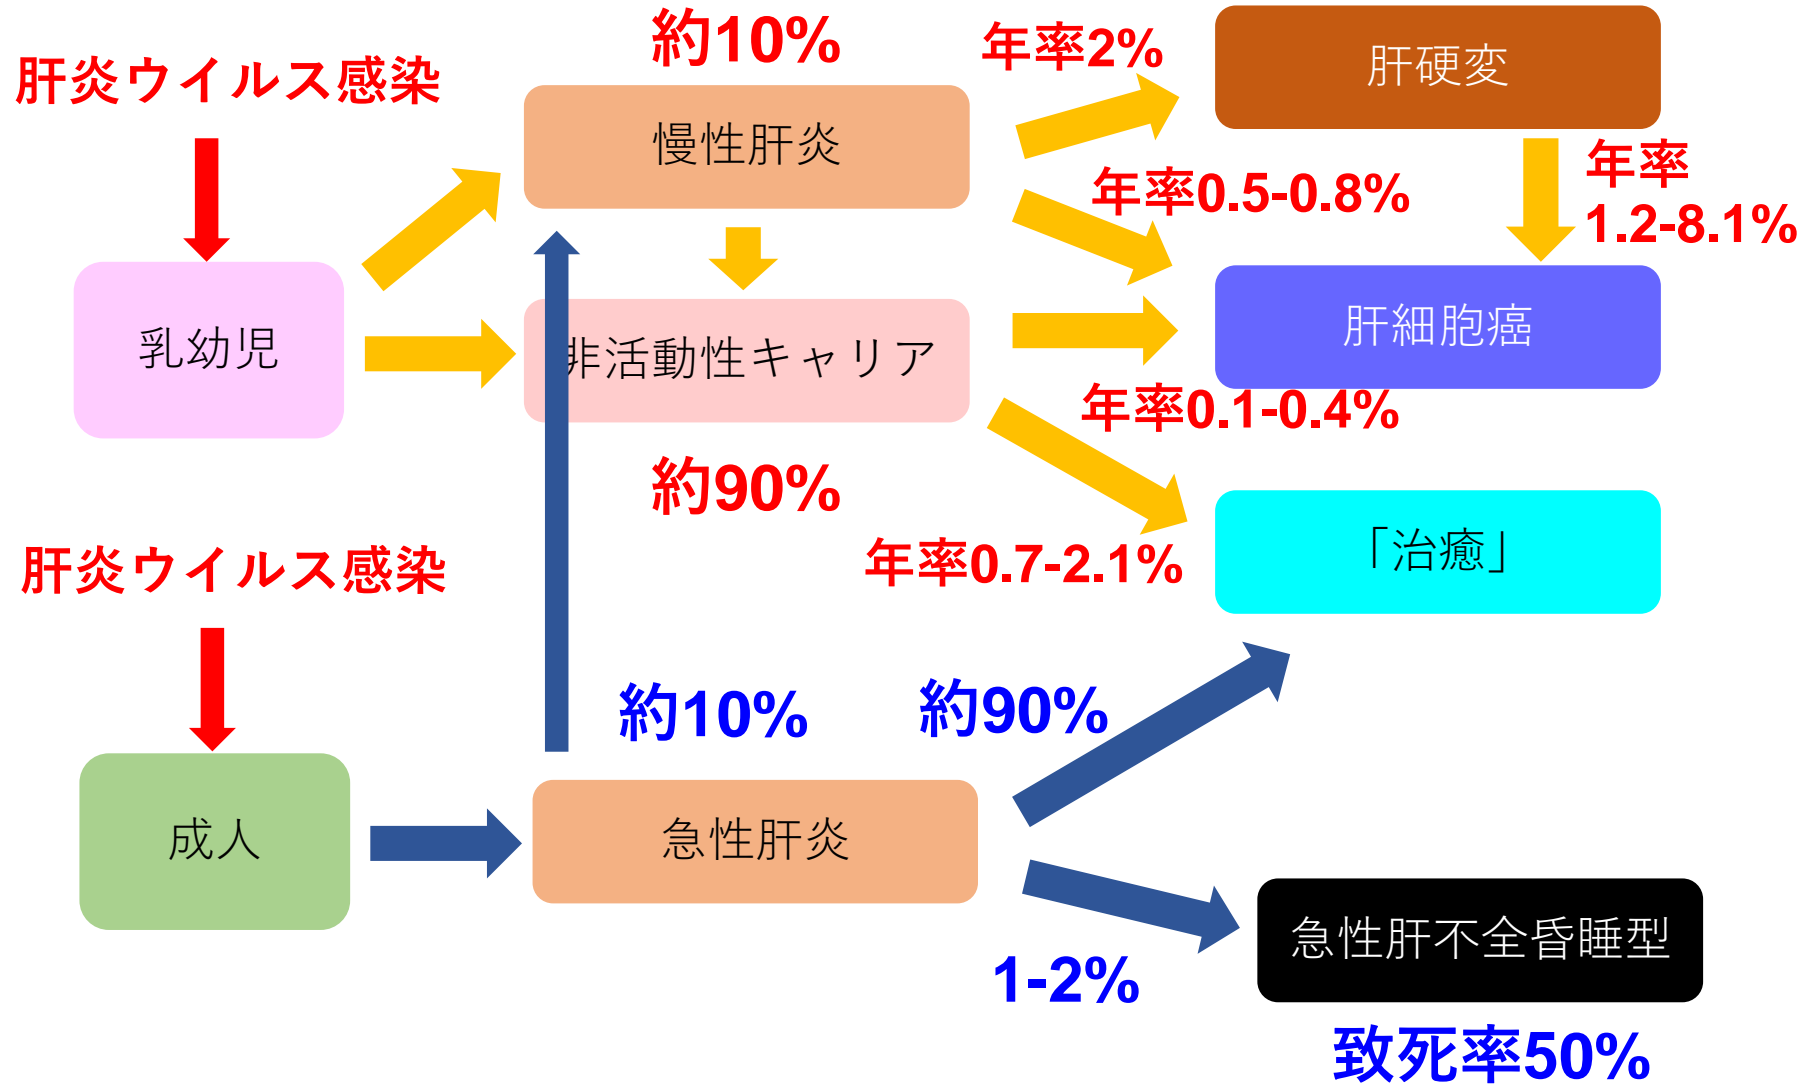 約10%
年率2%
肝硬変
肝炎ウイルス感染
慢性肝炎
年率0.5-0.8%
年率
1.2-8.1%
乳幼児
非活動性キャリア
肝細胞癌
年率0.1-0.4%
約90%
年率0.7-2.1%
「治癒」
肝炎ウイルス感染
約10%
約90%
成人
急性肝炎
急性肝不全昏睡型
1-2%
致死率50%